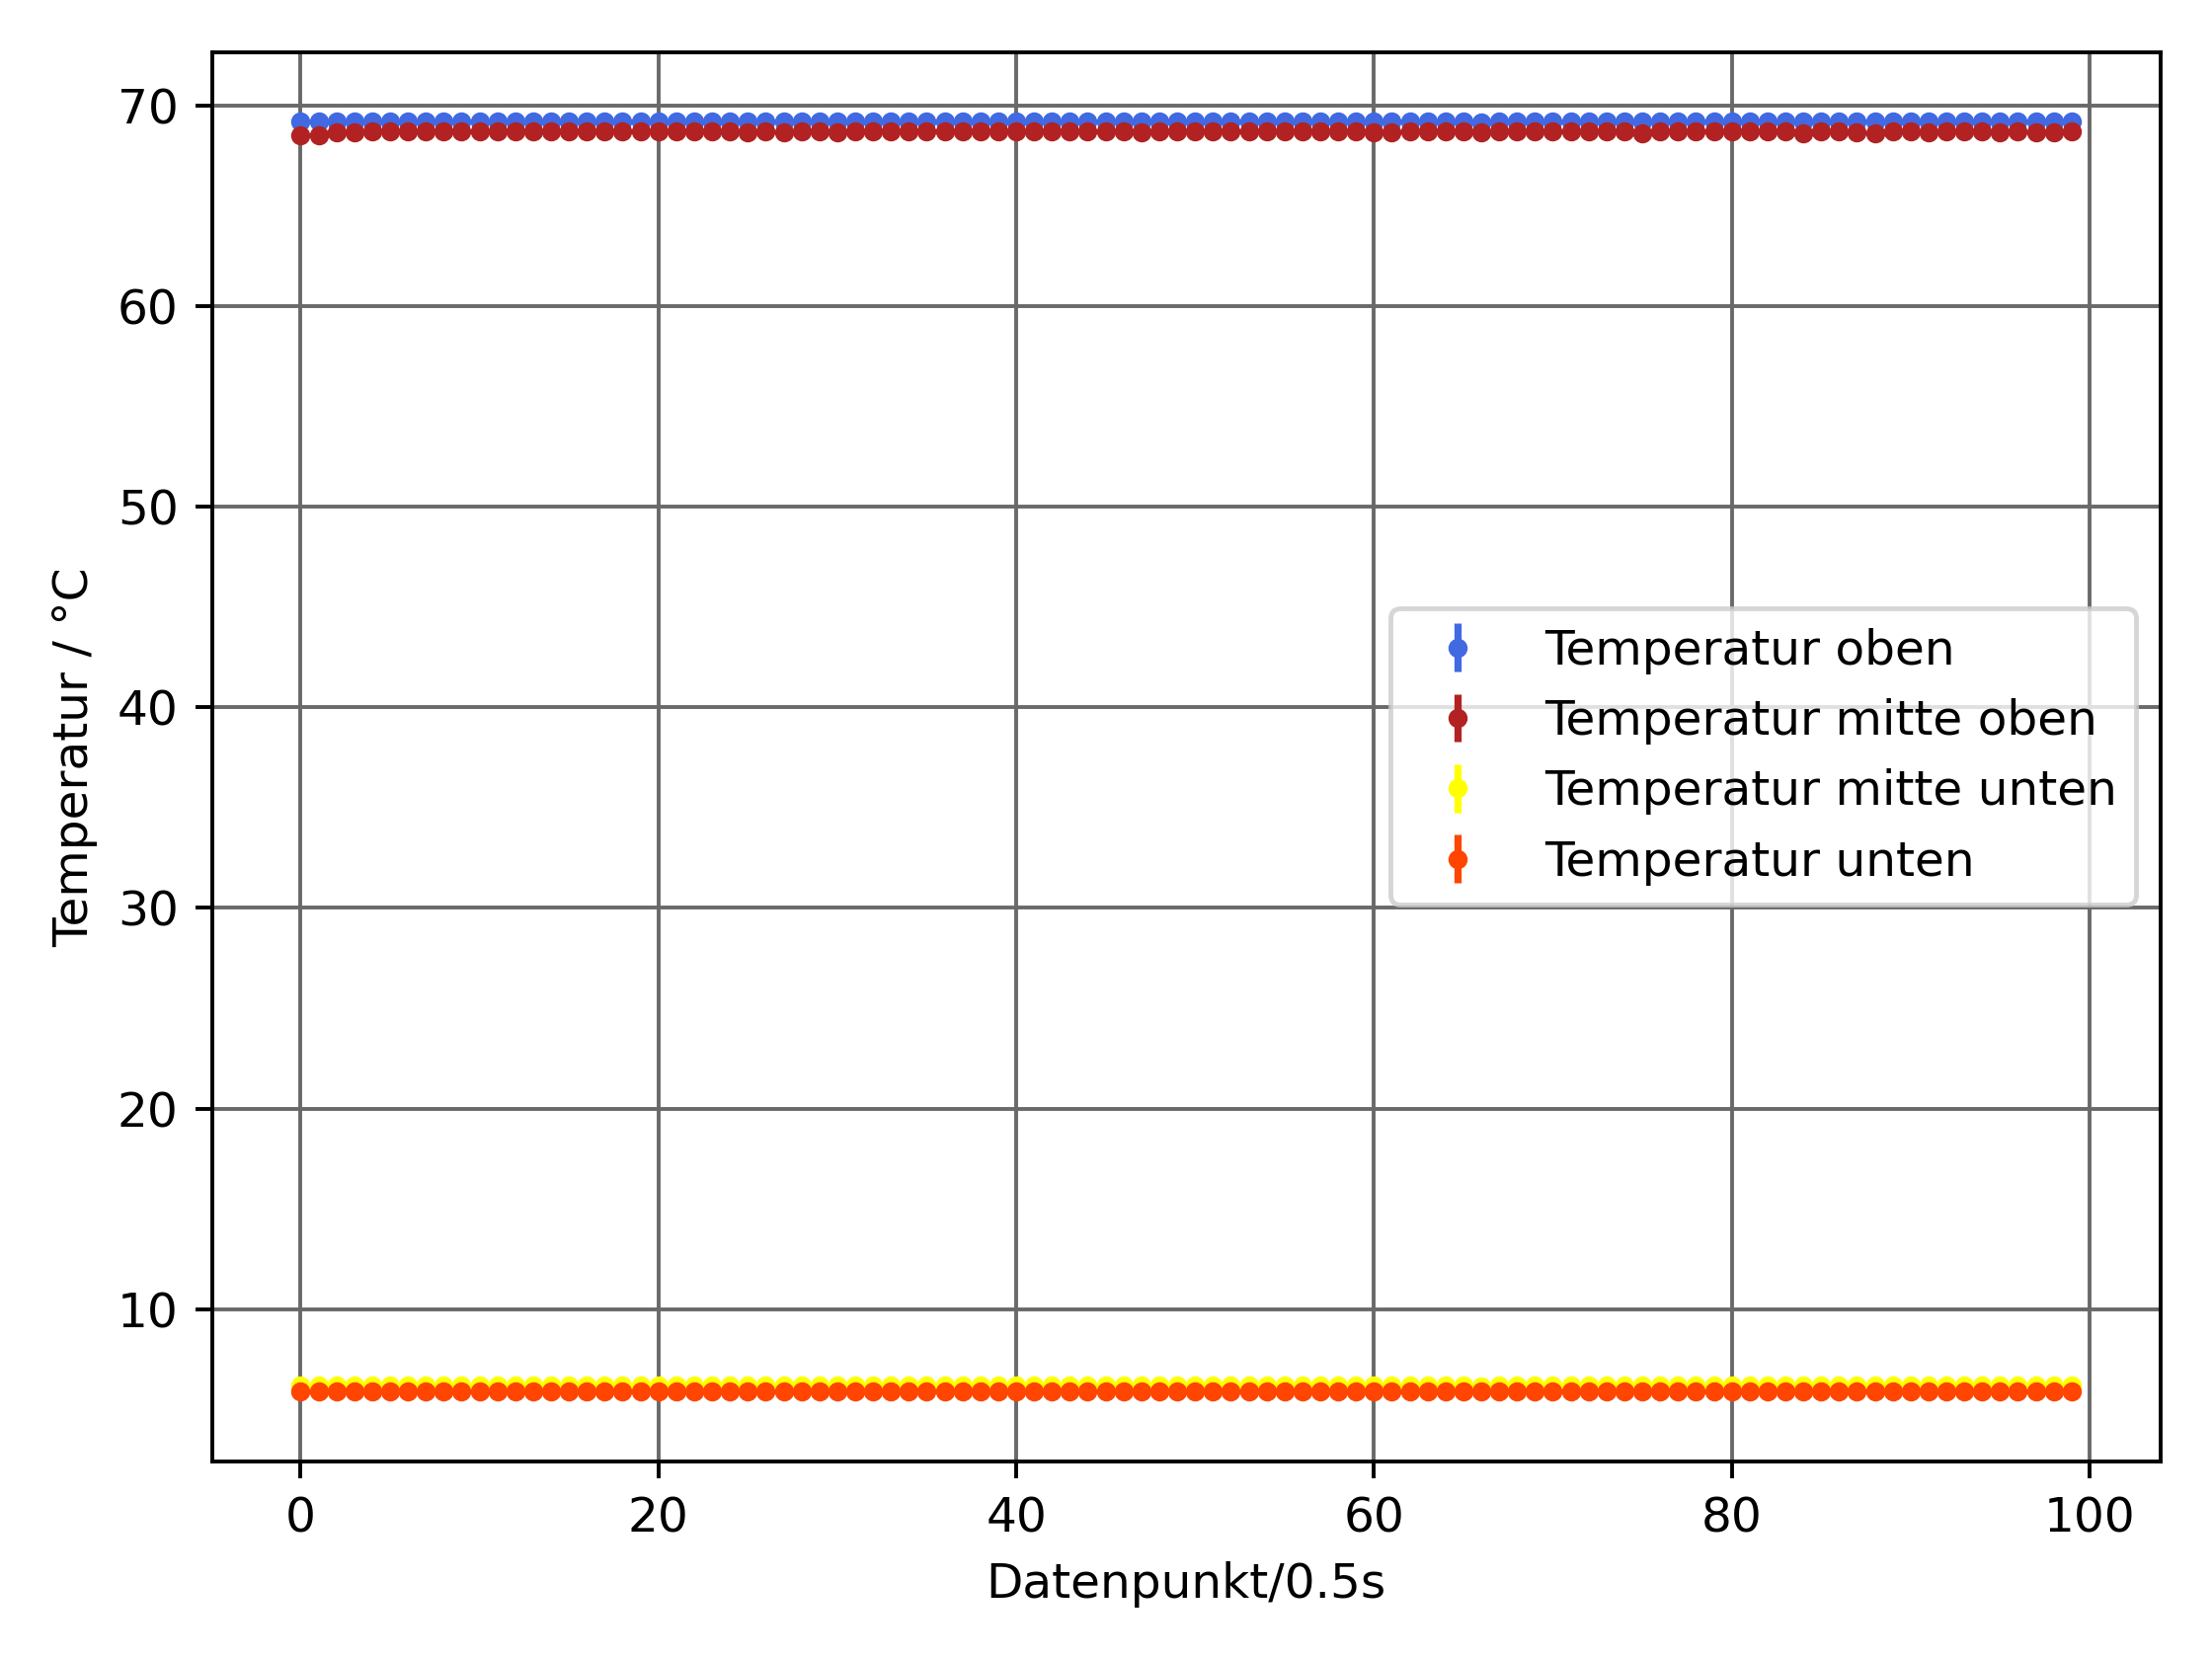 70
60
50
40
30
20
10
Temperatur / °C
Temperatur oben
Temperatur mitte oben
Temperatur mitte unten
Temperatur unten
0 20 40 60 80 100
Datenpunkt/0.5s